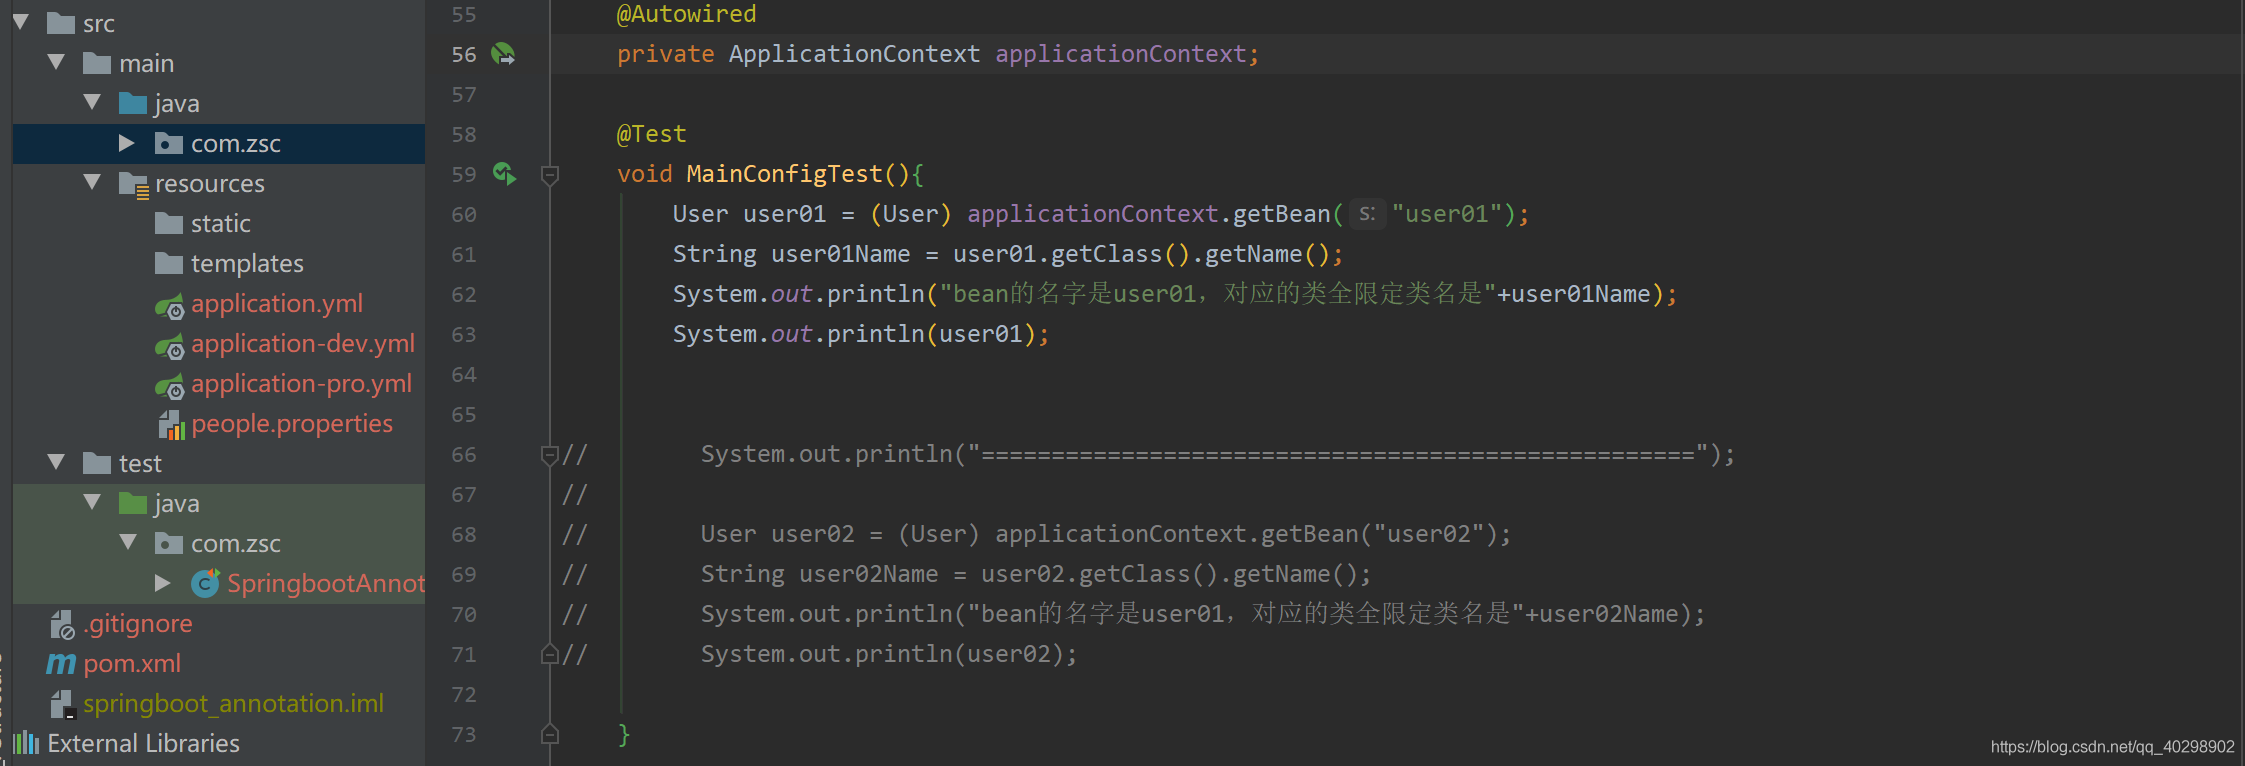 src
main
java
com.zsc
resources
static
templates
application.yml
application-dev.yml
application-pro.yml
people.properties
test
java
com.zsc
SpringbootAnnot
.gitignore
pom.xml
springboot_annotation.iml
External Libraries
55 @Autowired
56 private ApplicationContext applicationContext;
57
58 @Test
59 void MainConfigTest(){
60 User user01 = (User) applicationContext.getBean( s: "user01");
61 String user01Name = user01.getClass().getName();
62 System.out.println("bean的名字是user01，对应的类全限定类名是"+user01Name);
63 System.out.println(user01);
64
65
66 // System.out.println("===================================================");
67 //
68 // User user02 = (User) applicationContext.getBean("user02");
69 // String user02Name = user02.getClass().getName();
70 // System.out.println("bean的名字是user01，对应的类全限定类名是"+user02Name);
71 // System.out.println(user02);
72
73 }
https://blog.csdn.net/qq_40298902